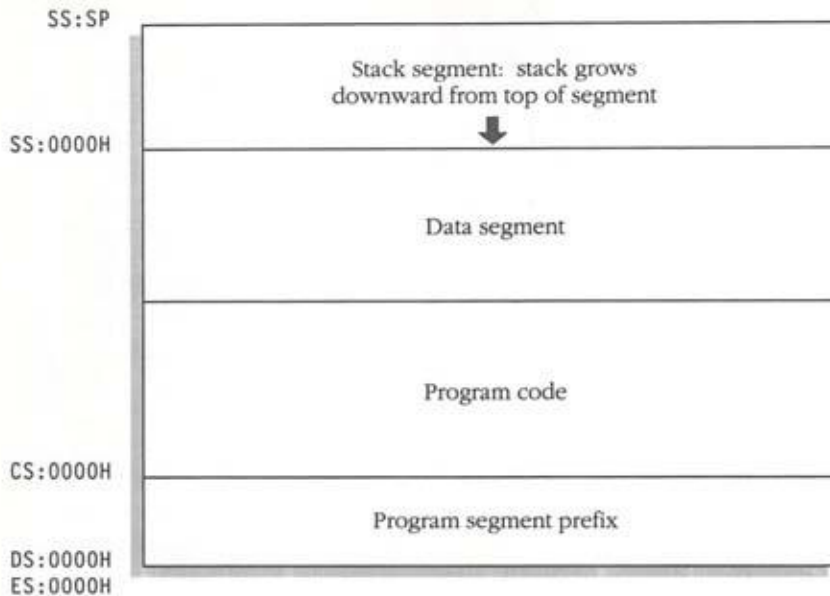 SS:SP
Stack segment: stack grows
downward from top of segment
SS:0000H
Data segment
Program code
CS:0000H
Program segment prefix
DS:0000H
ES:0000H